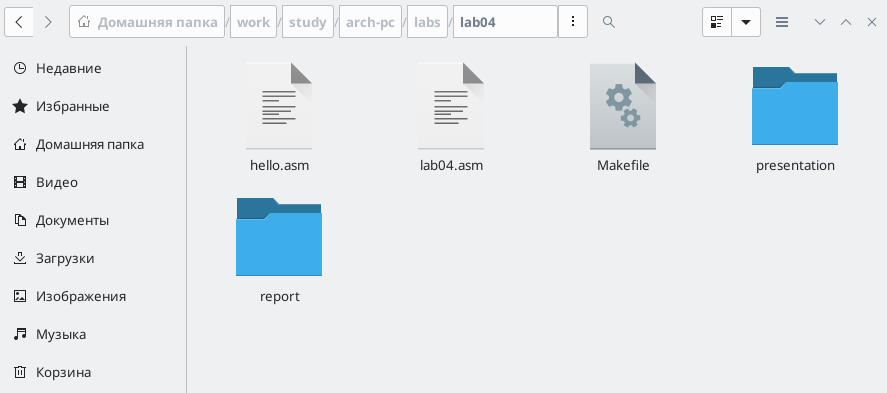 Домашняя папка / work / study / arch-pc / labs / lab04
Недавние
Избранные
Домашняя папка
Видео
Документы
Загрузки
Изображения
Музыка
Корзина
hello.asm lab04.asm Makefile presentation
report